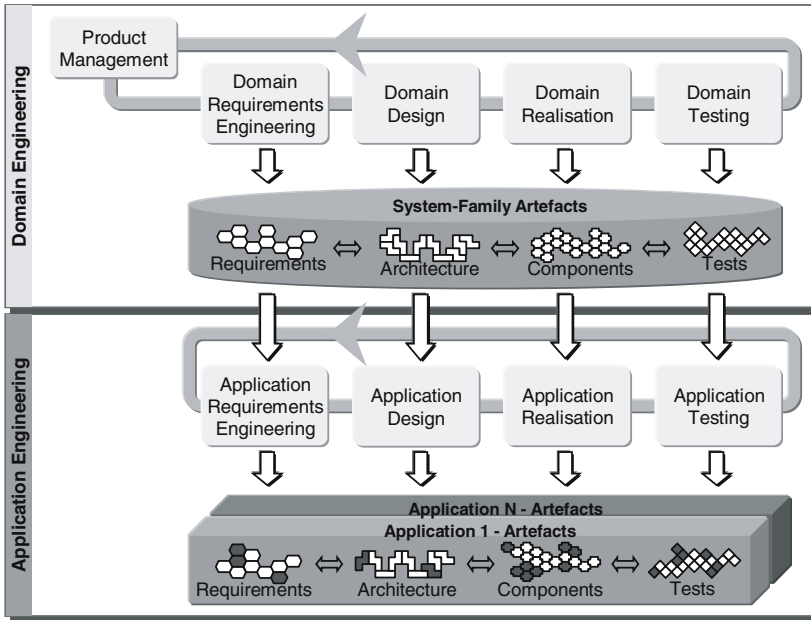 Domain Engineering
Product
Management
Domain
Requirements
Engineering
Domain
Design
Domain
Realisation
Domain
Testing
System-Family Artefacts
Requirements
Architecture
Components
Tests
Application Engineering
Application
Requirements
Engineering
Application
Design
Application
Realisation
Application
Testing
Application N - Artefacts
Application 1 - Artefacts
Requirements
Architecture
Components
Tests